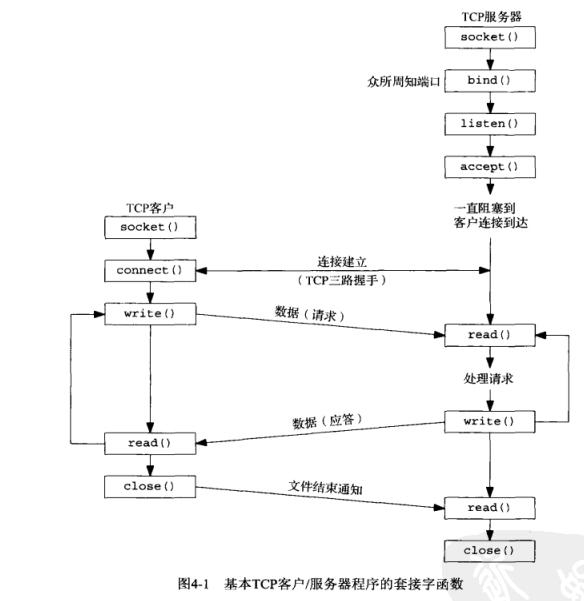 TCP服务器
socket()
众所周知端口
bind()
listen()
accept()
一直阻塞到
客户连接到达
TCP客户
socket()
connect()
连接建立
(TCP三路握手)
write()
数据(请求)
read()
处理请求
数据(应答)
write()
read()
close()
文件结束通知
read()
close()
图4-1 基本TCP客户/服务器程序的套接字函数